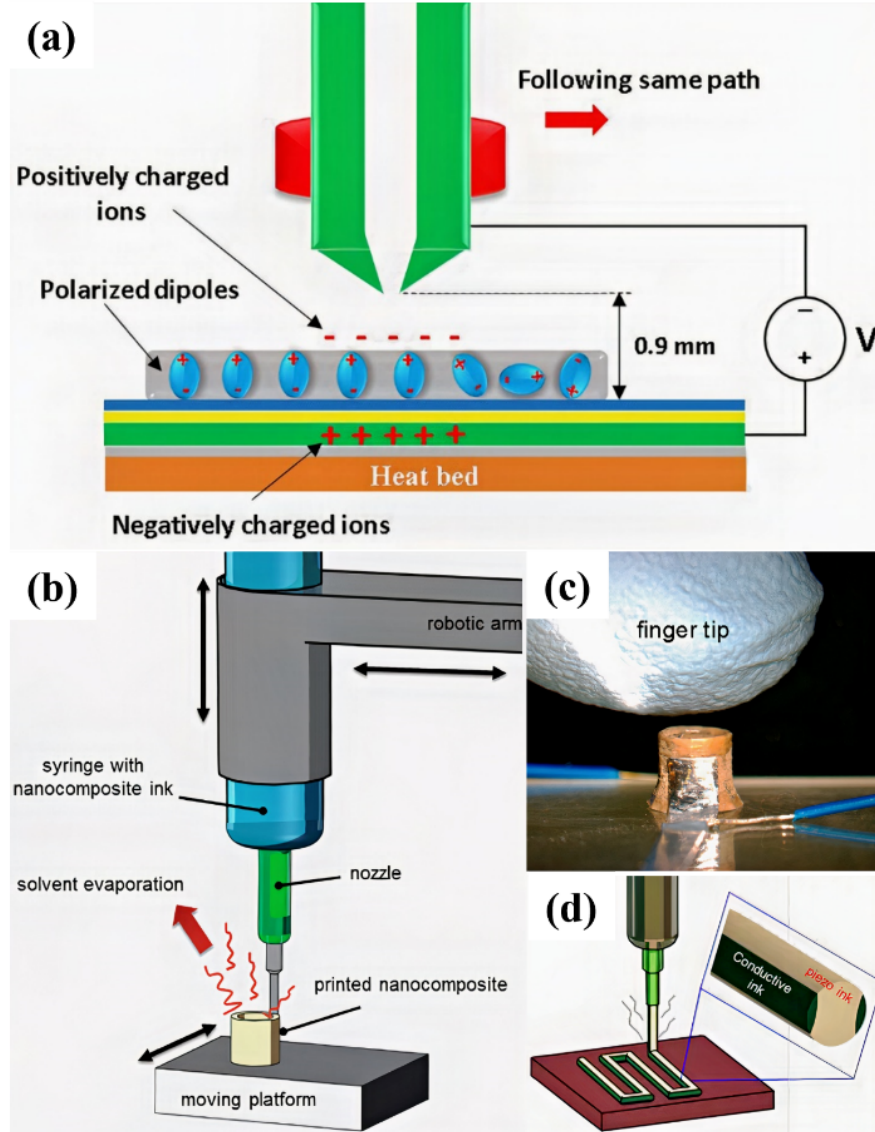 (a)
Following same path
Positively charged
ions
Polarized dipoles
- - - - -
+ + + + + + + +
- - - - - - - -
0.9 mm
−
V
+
+ + + + +
Heat bed
Negatively charged ions
(b)
robotic arm
syringe with
nanocomposite ink
nozzle
solvent evaporation
printed nanocomposite
moving platform
(c)
finger tip
(d)
Conductive
ink
piezo ink